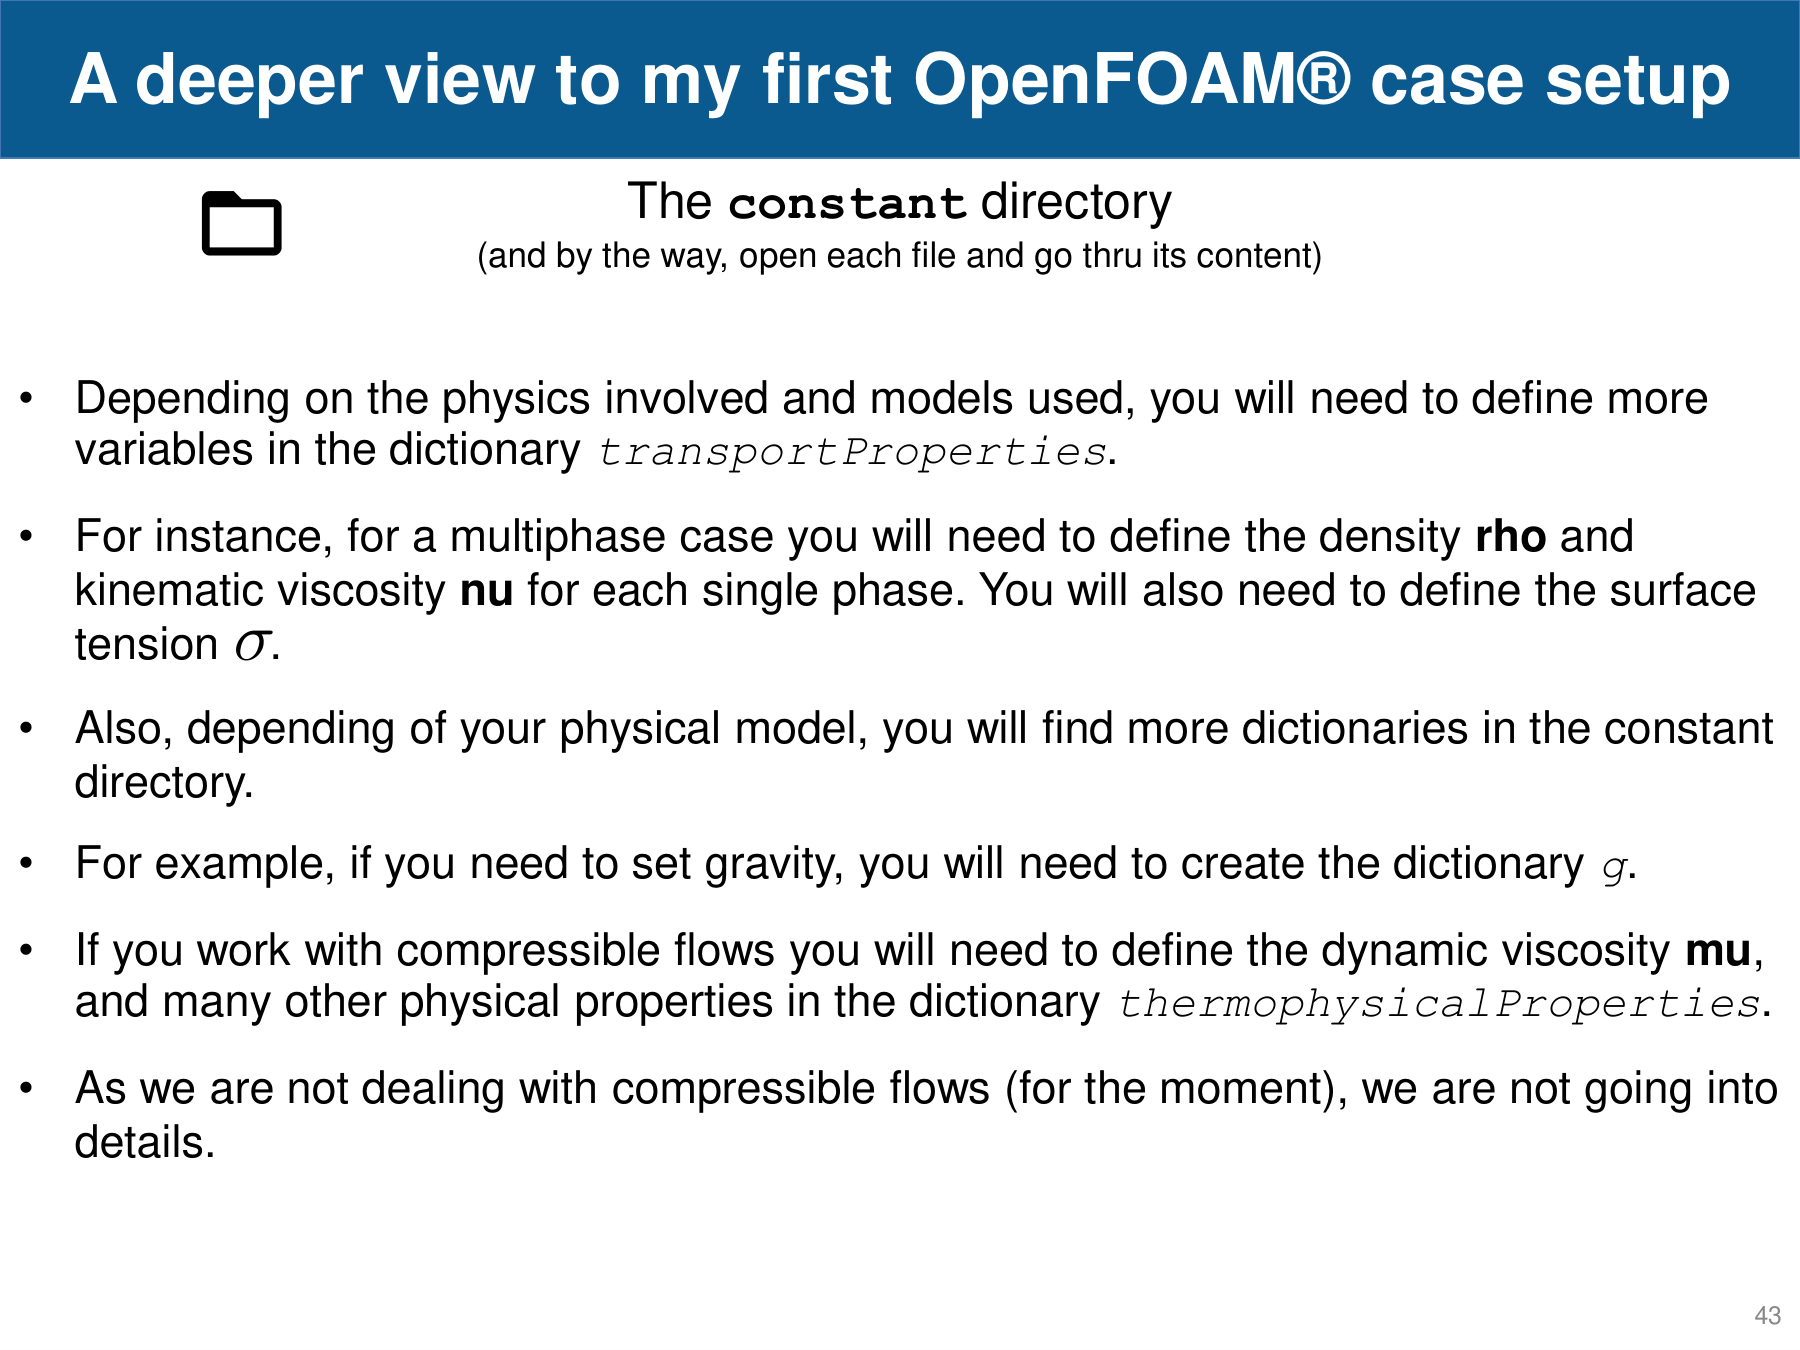 A deeper view to my first OpenFOAM® case setup
The constant directory
(and by the way, open each file and go thru its content)
• Depending on the physics involved and models used, you will need to define more
variables in the dictionary transportProperties.
• For instance, for a multiphase case you will need to define the density rho and
kinematic viscosity nu for each single phase. You will also need to define the surface
tension σ.
• Also, depending of your physical model, you will find more dictionaries in the constant
directory.
• For example, if you need to set gravity, you will need to create the dictionary g.
• If you work with compressible flows you will need to define the dynamic viscosity mu,
and many other physical properties in the dictionary thermophysicalProperties.
• As we are not dealing with compressible flows (for the moment), we are not going into
details.
43